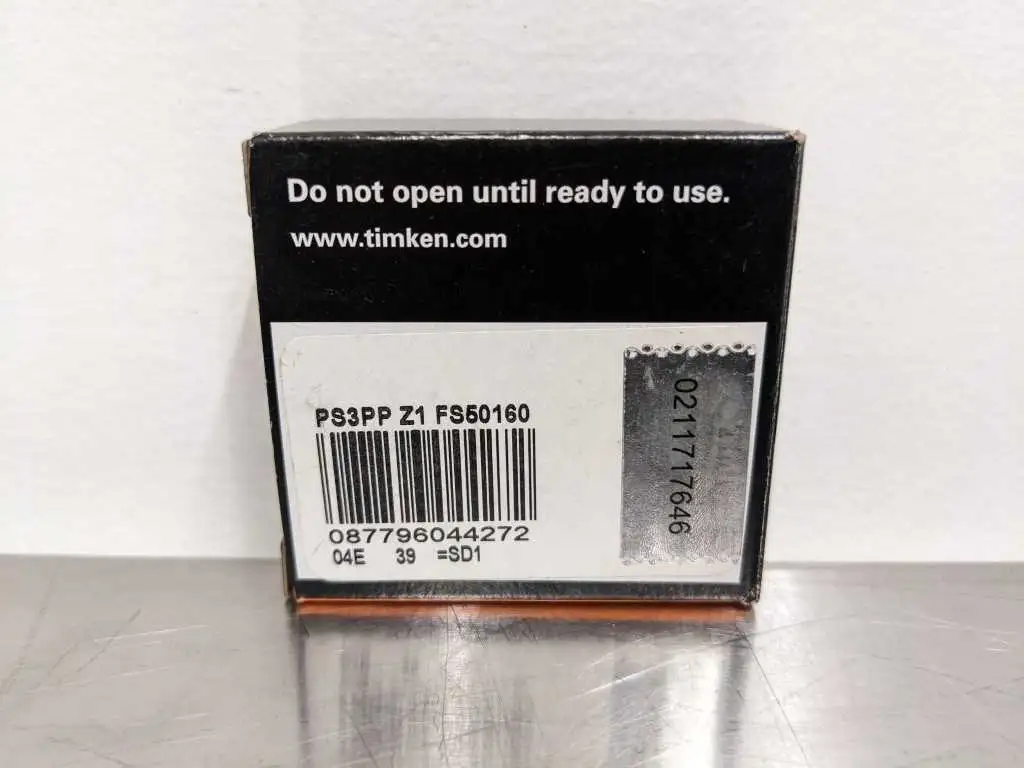 Do not open until ready to use.
www.timken.com
PS3PP Z1 FS50160
087796044272
04E 39 =SD1
0211717646